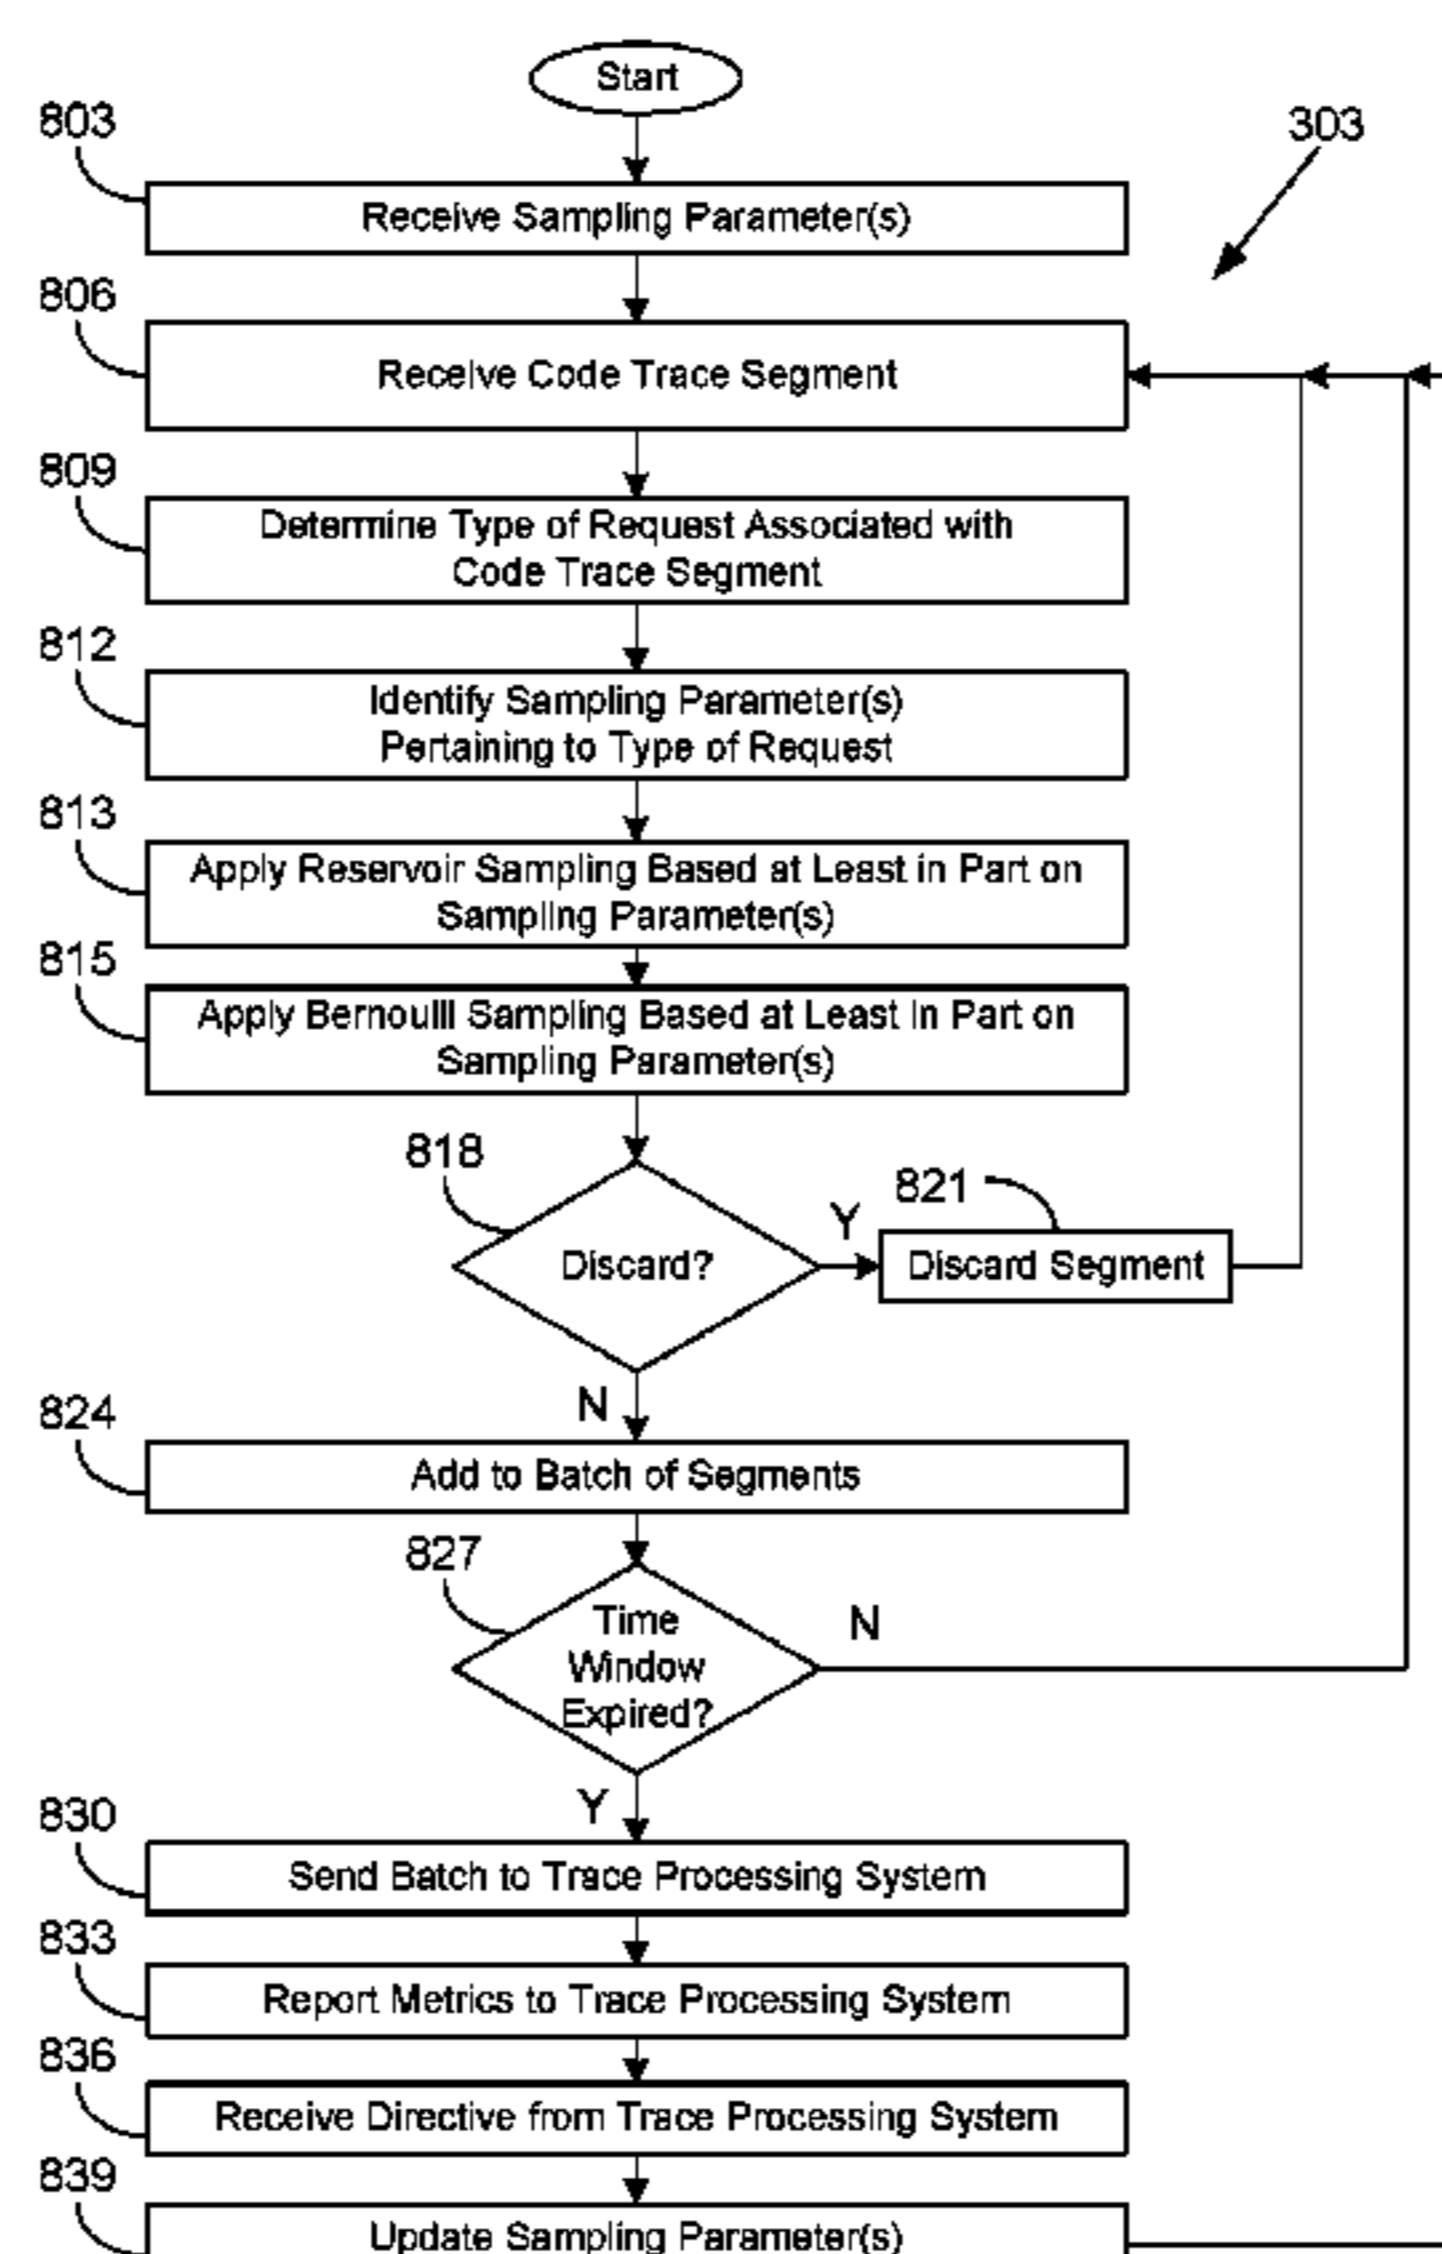 Start
803
303
Receive Sampling Parameter(s)
806
Receive Code Trace Segment
809
Determine Type of Request Associated with
Code Trace Segment
812
Identify Sampling Parameter(s)
Pertaining to Type of Request
813
Apply Reservoir Sampling Based at Least in Part on
Sampling Parameter(s)
815
Apply Bernoulli Sampling Based at Least in Part on
Sampling Parameter(s)
818
821
Y
Discard?
Discard Segment
N
824
Add to Batch of Segments
827
Time
Window
Expired?
N
Y
830
Send Batch to Trace Processing System
833
Report Metrics to Trace Processing System
836
Receive Directive from Trace Processing System
839
Update Sampling Parameter(s)